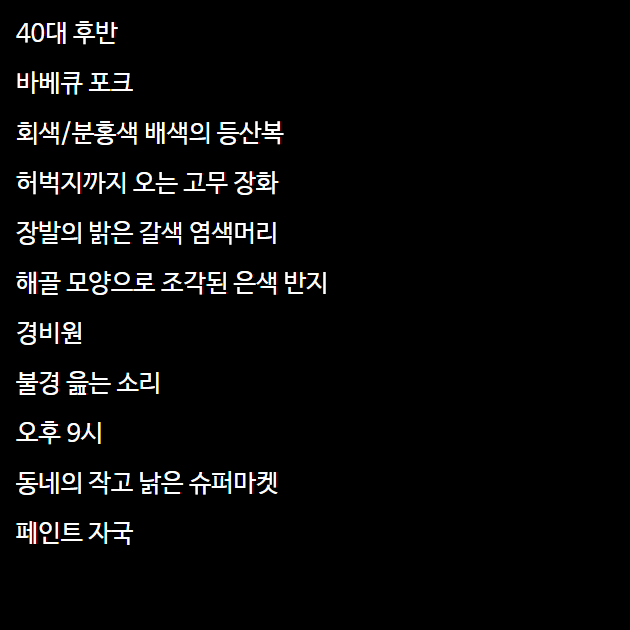 40대 후반
바베큐 포크
회색/분홍색 배색의 등산복
허벅지까지 오는 고무 장화
장발의 밝은 갈색 염색머리
해골 모양으로 조각된 은색 반지
경비원
불경 읊는 소리
오후 9시
동네의 작고 낡은 슈퍼마켓
페인트 자국